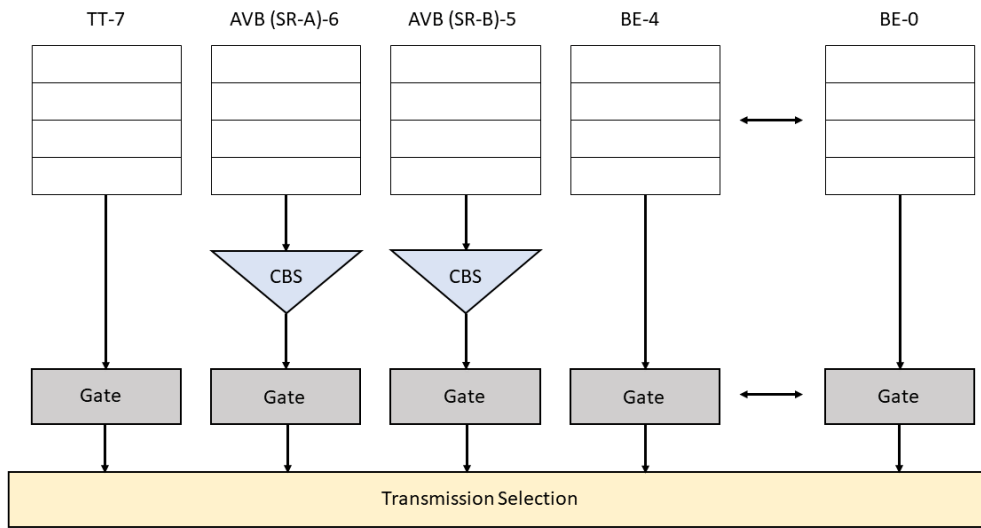 TT-7
AVB (SR-A)-6
AVB (SR-B)-5
BE-4
BE-0
CBS
CBS
Gate
Gate
Gate
Gate
Gate
Transmission Selection